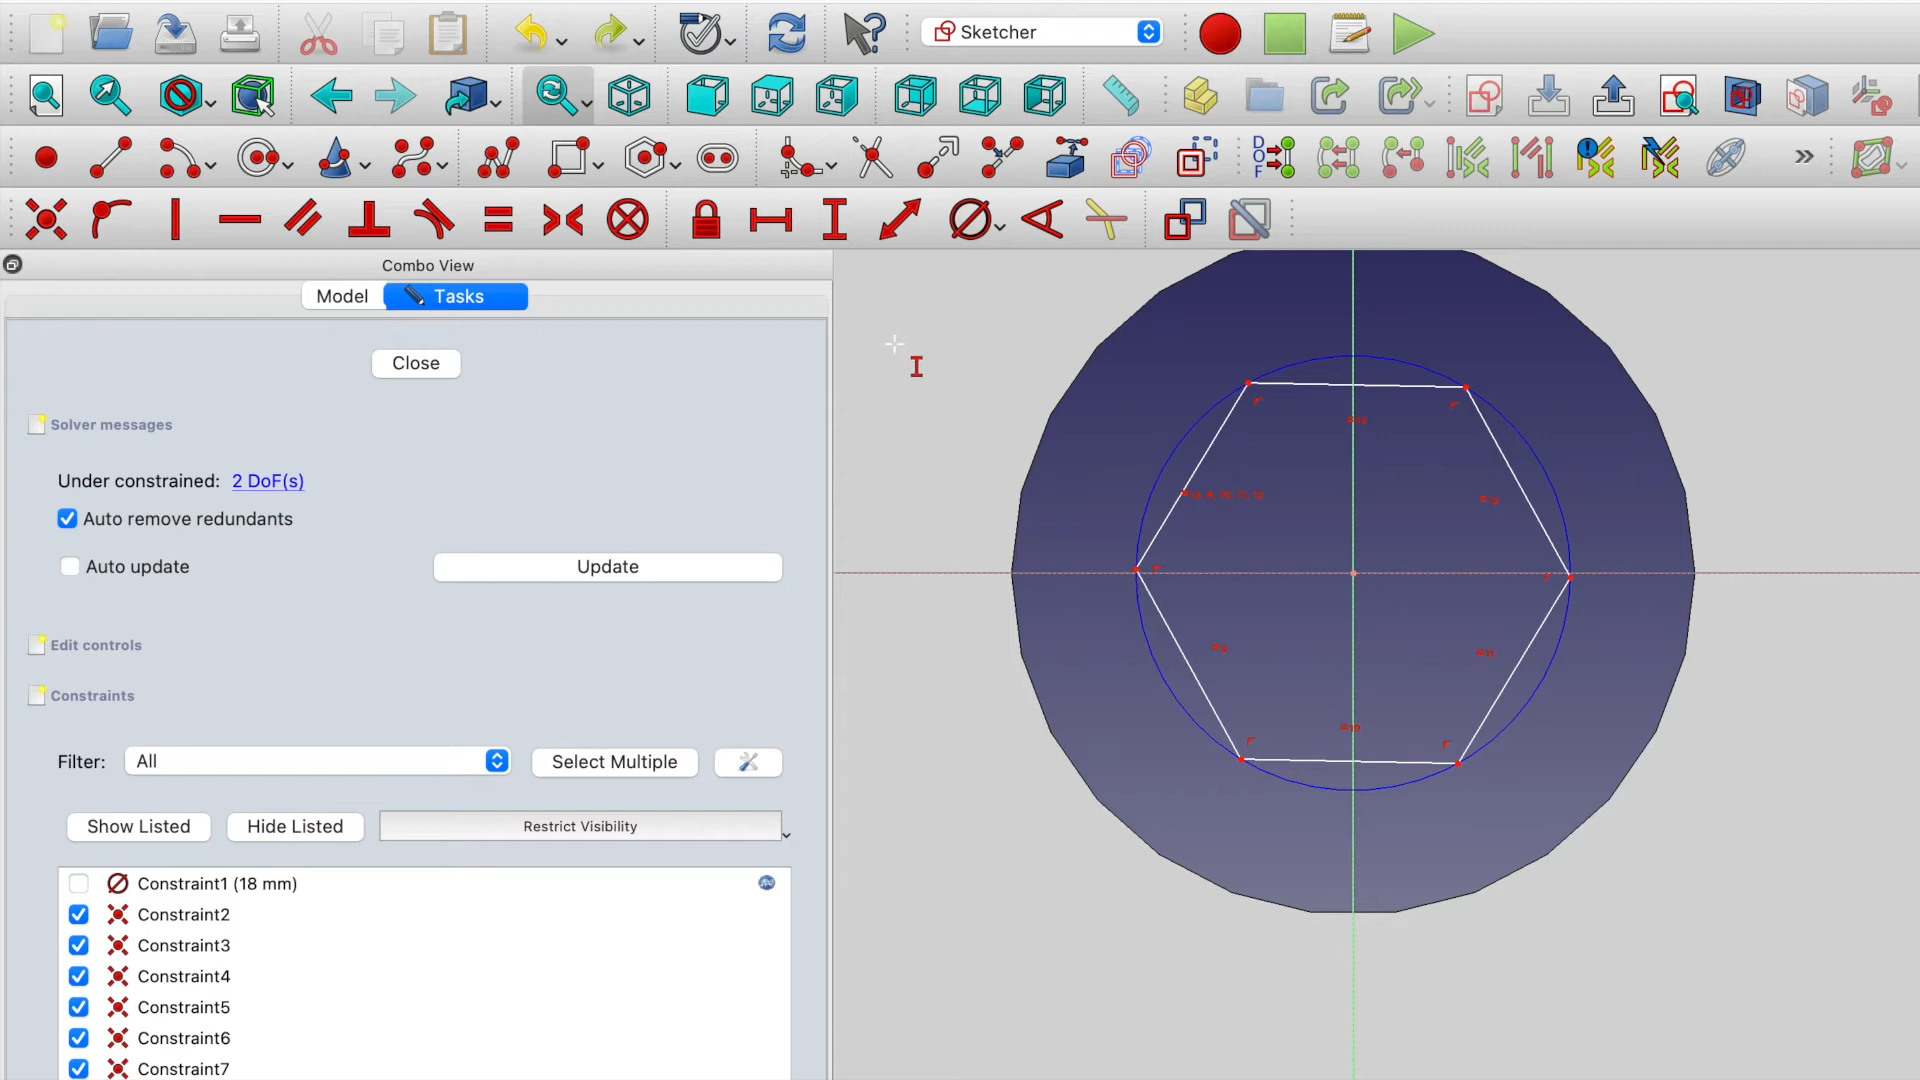 Sketcher
DOF
Combo View
Model
Tasks
Close
Solver messages
Under constrained: 2 DoF(s)
Auto remove redundants
Auto update
Update
Edit controls
Constraints
Filter:
All
Select Multiple
Show Listed
Hide Listed
Restrict Visibility
Constraint1 (18 mm)
Constraint2
Constraint3
Constraint4
Constraint5
Constraint6
Constraint7